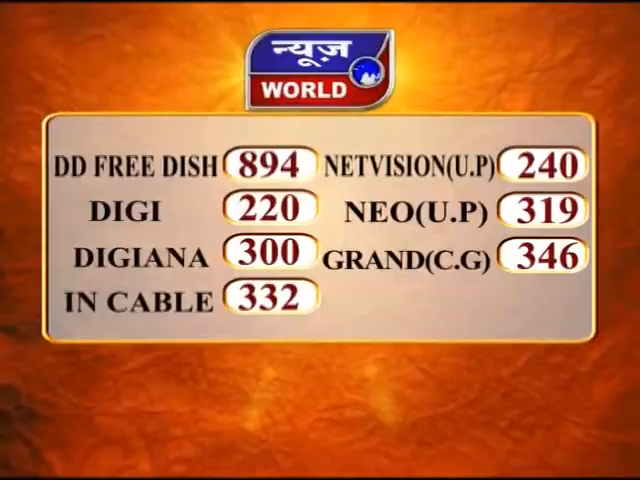 न्यूज़
WORLD
DD FREE DISH 894 NETVISION(U.P) 240
DIGI 220 NEO(U.P) 319
DIGIANA 300 GRAND(C.G) 346
IN CABLE 332